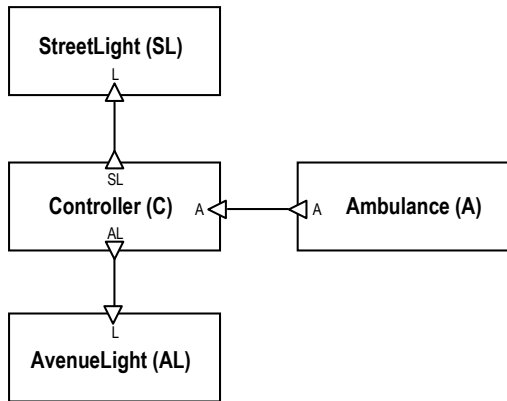 StreetLight (SL)
L
SL
Controller (C)
A
A
Ambulance (A)
AL
L
AvenueLight (AL)